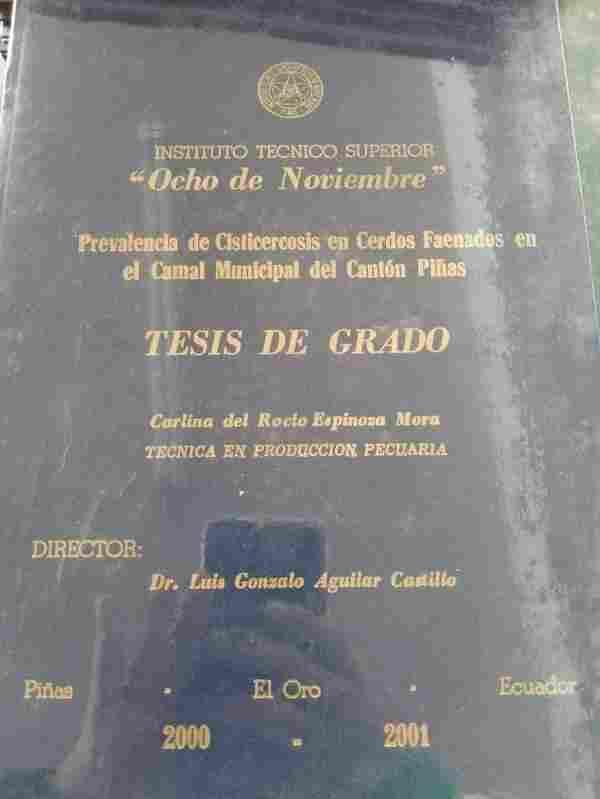 INSTITUTO TECNICO SUPERIOR
"Ocho de Noviembre"
Prevalencia de Cisticercosis en Cerdos Faenados en
el Camal Municipal del Cantón Piñas
TESIS DE GRADO
Carlina del Rocío Espinoza Mora
TECNICA EN PRODUCCION PECUARIA
DIRECTOR:
Dr. Luis Gonzalo Aguilar Castillo
Piñas - El Oro - Ecuador
2000 - 2001